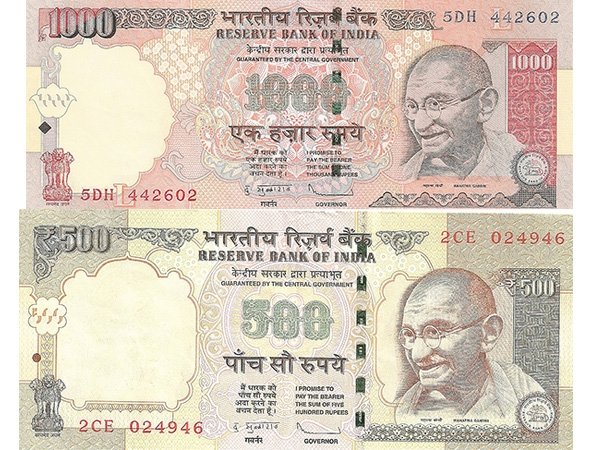 1000
भारतीय रिज़र्व बैंक
5DH 442602
L
RESERVE BANK OF INDIA
केन्द्रीय सरकार द्वारा प्रत्याभूत
GUARANTEED BY THE CENTRAL GOVERNMENT
1000
1000
एक हज़ार रुपये
मैं धारक को
एक हज़ार रुपये
अदा करने का
वचन देता हूँ।
I PROMISE TO
PAY THE BEARER
THE SUM OF ONE
THOUSAND RUPEES
गवर्नर
GOVERNOR
महात्मा गांधी
MAHATMA GANDHI
सत्यमेव जयते
5DH 442602
L
₹500
भारतीय रिज़र्व बैंक
2CE 024946
RESERVE BANK OF INDIA
केन्द्रीय सरकार द्वारा प्रत्याभूत
GUARANTEED BY THE CENTRAL GOVERNMENT
500
₹500
पाँच सौ रुपये
मैं धारक को
पाँच सौ रुपये
अदा करने का
वचन देता हूँ।
I PROMISE TO
PAY THE BEARER
THE SUM OF FIVE
HUNDRED RUPEES
गवर्नर
GOVERNOR
महात्मा गांधी
MAHATMA GANDHI
सत्यमेव जयते
2CE 024946